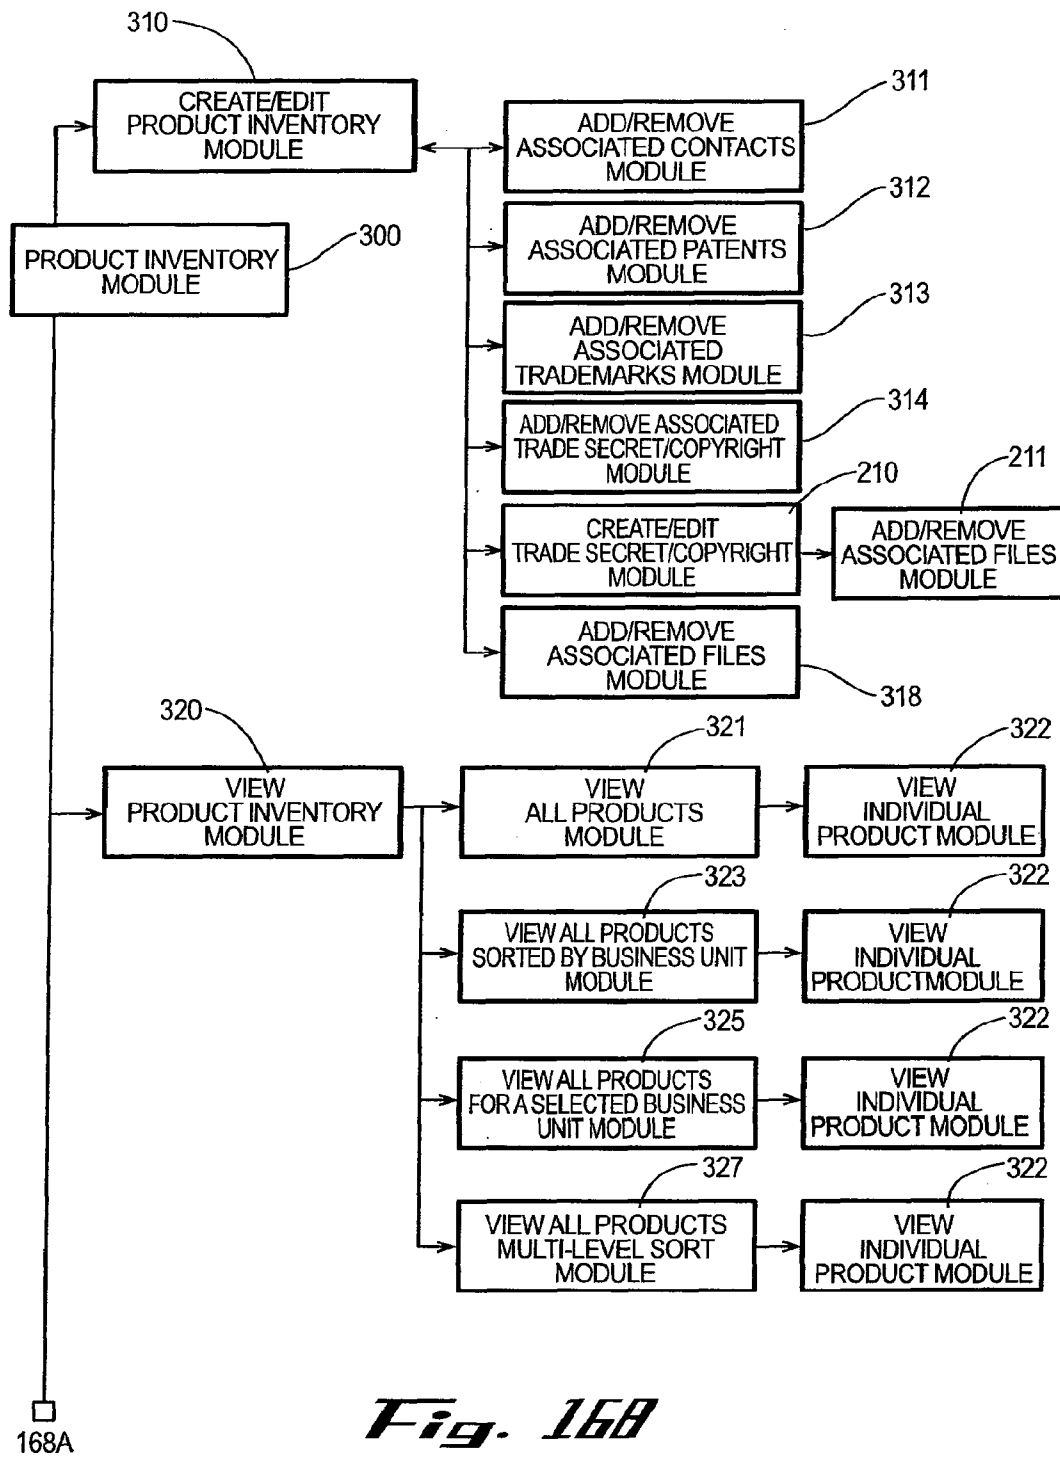 310
CREATE/EDIT
PRODUCT INVENTORY
MODULE
300
PRODUCT INVENTORY
MODULE
311
ADD/REMOVE
ASSOCIATED CONTACTS
MODULE
312
ADD/REMOVE
ASSOCIATED PATENTS
MODULE
313
ADD/REMOVE
ASSOCIATED
TRADEMARKS MODULE
314
ADD/REMOVE ASSOCIATED
TRADE SECRET/COPYRIGHT
MODULE
210
CREATE/EDIT
TRADE SECRET/COPYRIGHT
MODULE
211
ADD/REMOVE
ASSOCIATED FILES
MODULE
ADD/REMOVE
ASSOCIATED FILES
MODULE
318
320
VIEW
PRODUCT INVENTORY
MODULE
321
VIEW
ALL PRODUCTS
MODULE
322
VIEW
INDIVIDUAL
PRODUCT MODULE
323
VIEW ALL PRODUCTS
SORTED BY BUSINESS UNIT
MODULE
322
VIEW
INDIVIDUAL
PRODUCTMODULE
325
VIEW ALL PRODUCTS
FOR A SELECTED BUSINESS
UNIT MODULE
322
VIEW
INDIVIDUAL
PRODUCT MODULE
327
VIEW ALL PRODUCTS
MULTI-LEVEL SORT
MODULE
322
VIEW
INDIVIDUAL
PRODUCT MODULE
168A
Fig. 168